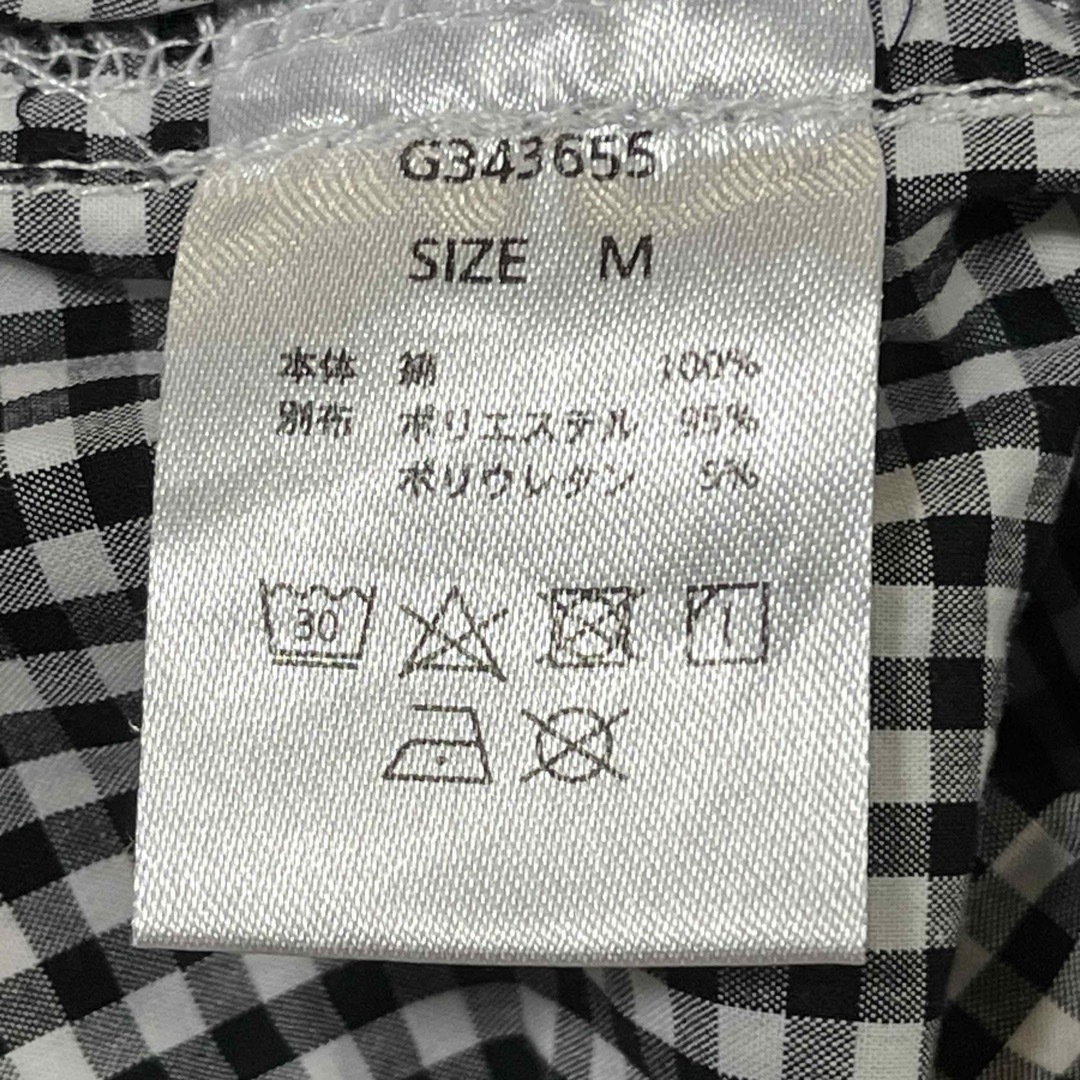 G343655
SIZE M
本体 綿 100%
別布 ポリエステル 95%
ポリウレタン 5%
30